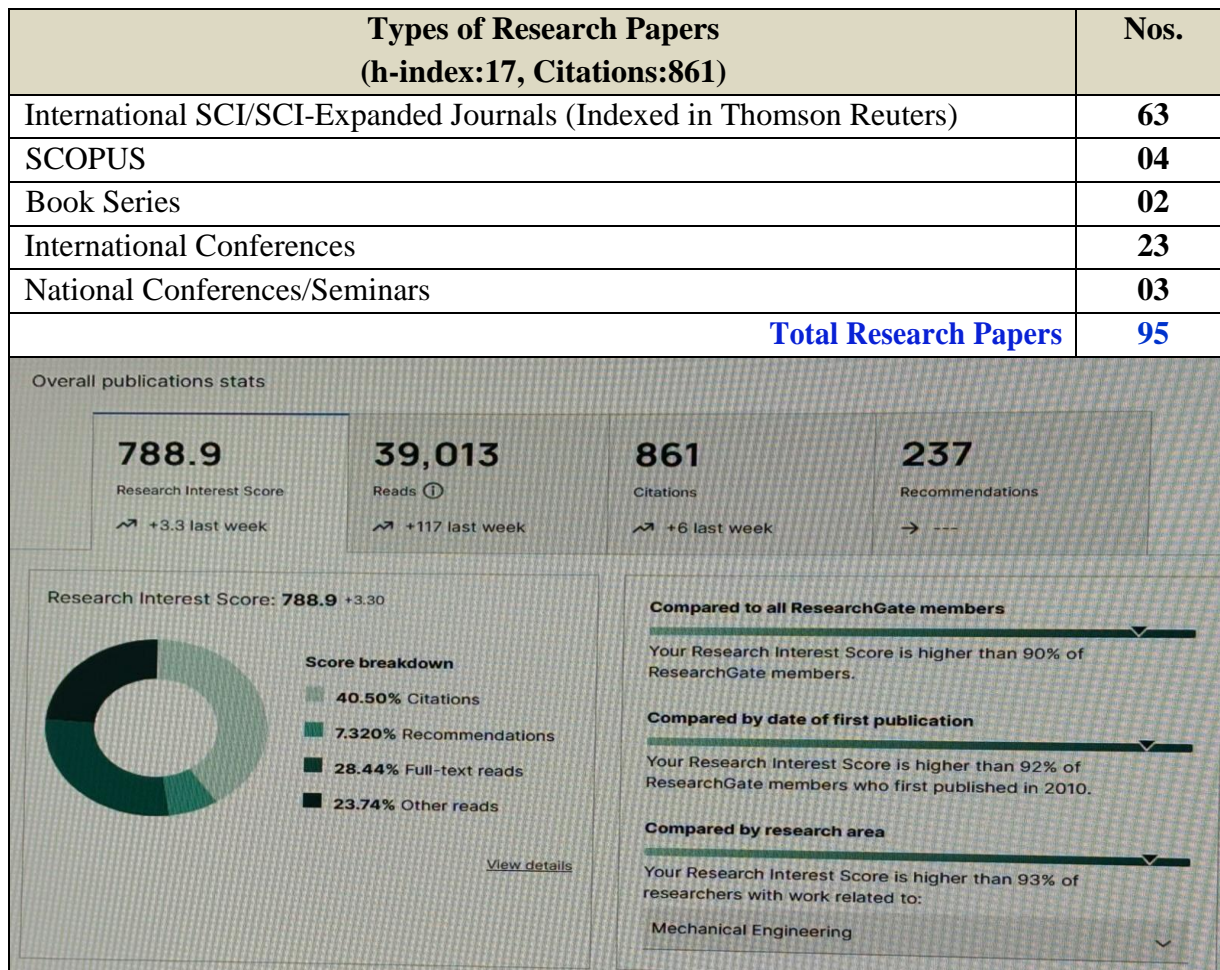 Types of Research Papers
(h-index:17, Citations:861)
Nos.
International SCI/SCI-Expanded Journals (Indexed in Thomson Reuters)
63
SCOPUS
04
Book Series
02
International Conferences
23
National Conferences/Seminars
03
Total Research Papers
95
Overall publications stats
788.9
Research Interest Score
+3.3 last week
39,013
Reads
+117 last week
861
Citations
+6 last week
237
Recommendations
---
Research Interest Score: 788.9 +3.30
Score breakdown
40.50% Citations
7.320% Recommendations
28.44% Full-text reads
23.74% Other reads
View details
Compared to all ResearchGate members
Your Research Interest Score is higher than 90% of
ResearchGate members.
Compared by date of first publication
Your Research Interest Score is higher than 92% of
ResearchGate members who first published in 2010.
Compared by research area
Your Research Interest Score is higher than 93% of
researchers with work related to:
Mechanical Engineering